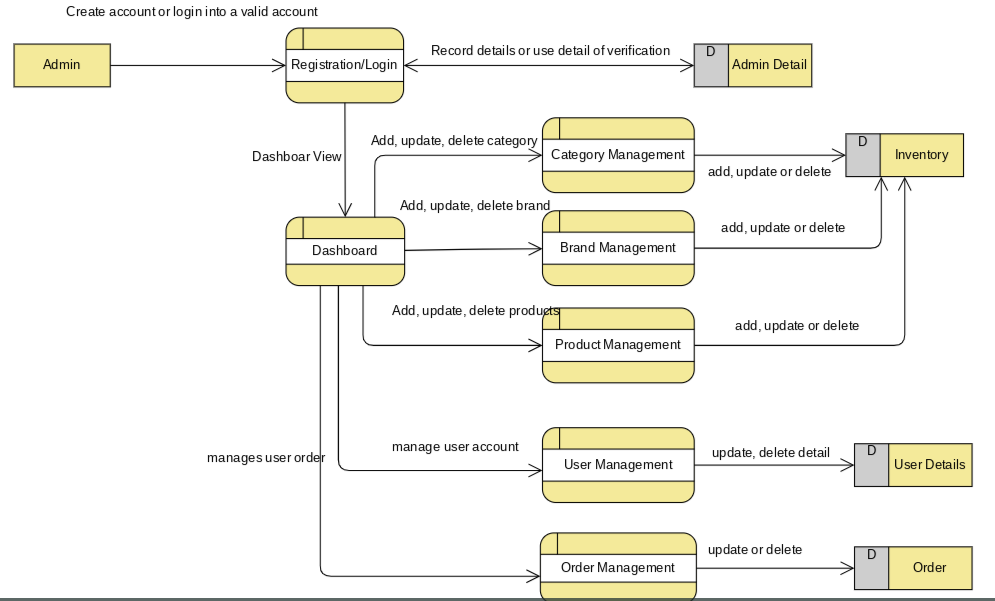 Create account or login into a valid account
Admin
Registration/Login
Record details or use detail of verification
D
Admin Detail
Dashboar View
Add, update, delete category
Category Management
add, update or delete
D
Inventory
Add, update, delete brand
Dashboard
Brand Management
add, update or delete
Add, update, delete products
Product Management
add, update or delete
manages user order
manage user account
User Management
update, delete detail
D
User Details
Order Management
update or delete
D
Order